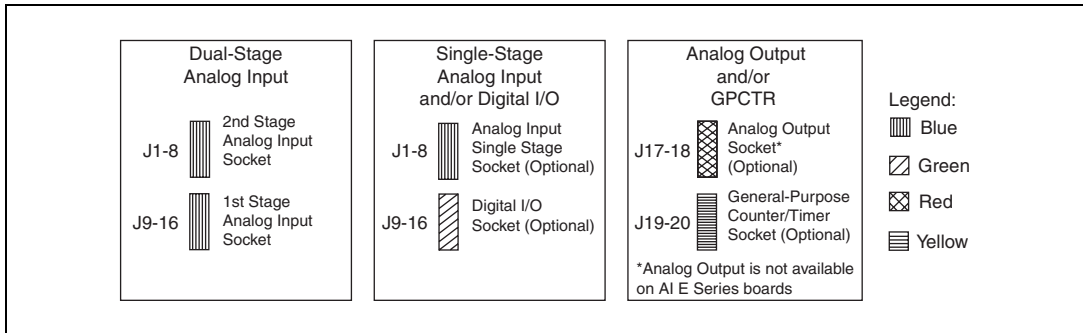 Dual-Stage
Analog Input
J1-8
2nd Stage
Analog Input
Socket
J9-16
1st Stage
Analog Input
Socket
Single-Stage
Analog Input
and/or Digital I/O
J1-8
Analog Input
Single Stage
Socket (Optional)
J9-16
Digital I/O
Socket (Optional)
Analog Output
and/or
GPCTR
J17-18
Analog Output
Socket*
(Optional)
J19-20
General-Purpose
Counter/Timer
Socket (Optional)
*Analog Output is not available
on AI E Series boards
Legend:
Blue
Green
Red
Yellow